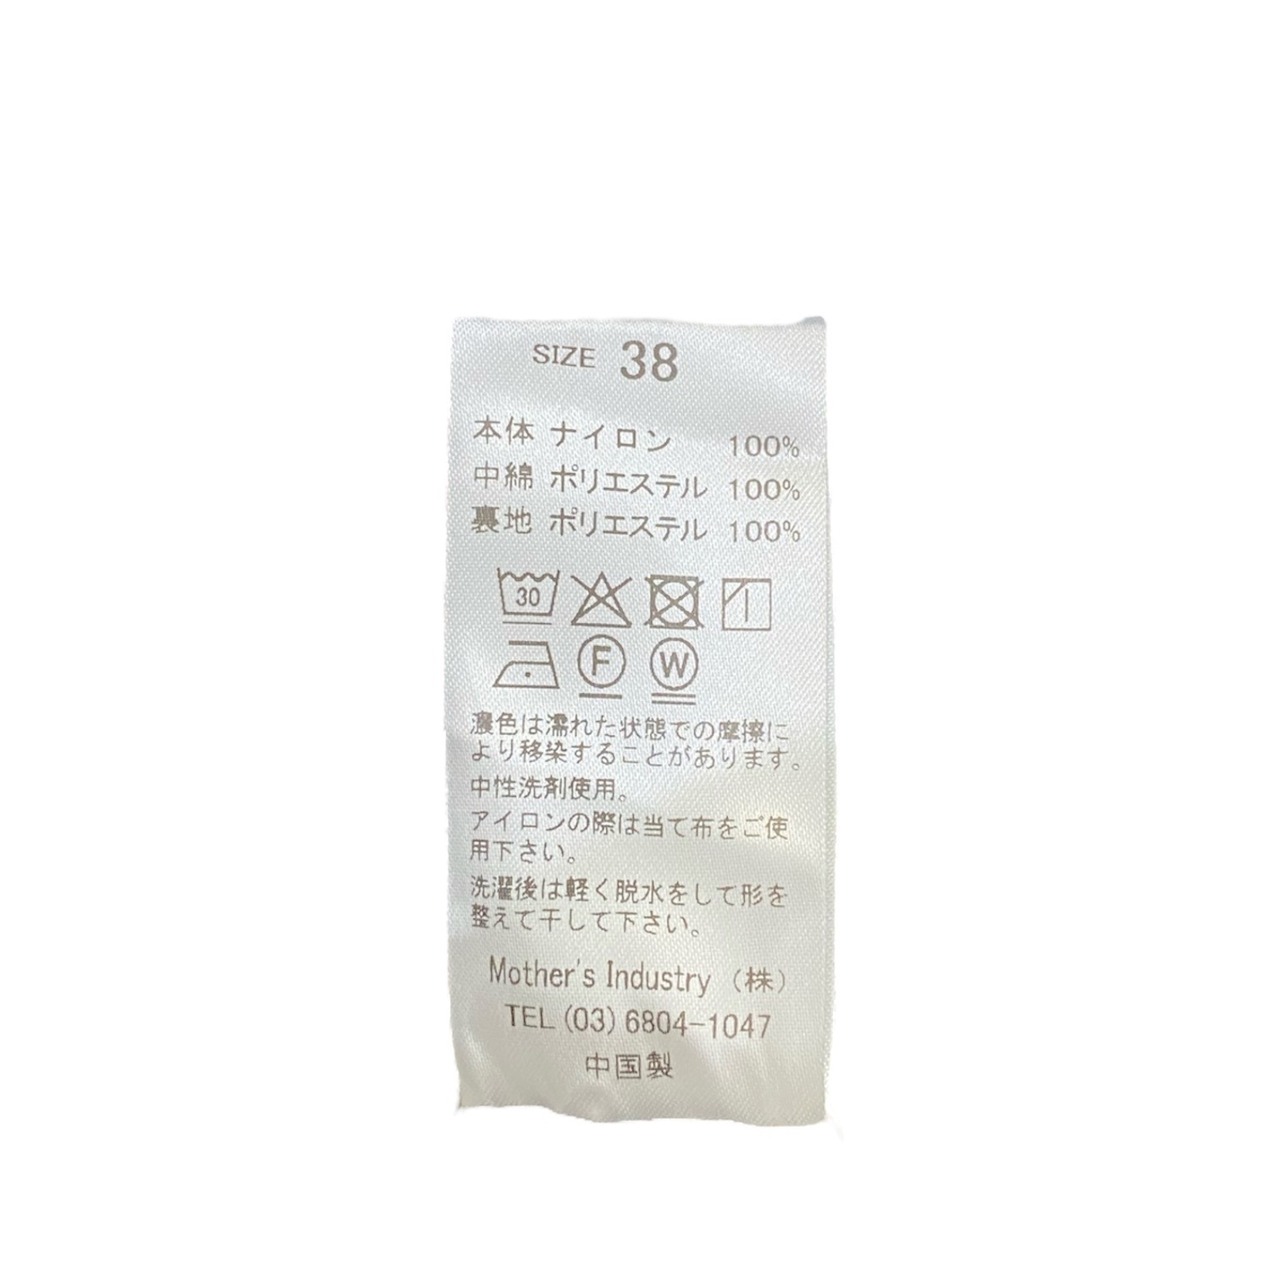 SIZE 38
本体 ナイロン 100%
中綿 ポリエステル 100%
裏地 ポリエステル 100%
30
F W
濃色は濡れた状態での摩擦に
より移染することがあります。
中性洗剤使用。
アイロンの際は当て布をご使
用下さい。
洗濯後は軽く脱水をして形を
整えて干して下さい。
Mother's Industry (株)
TEL (03) 6804-1047
中国製